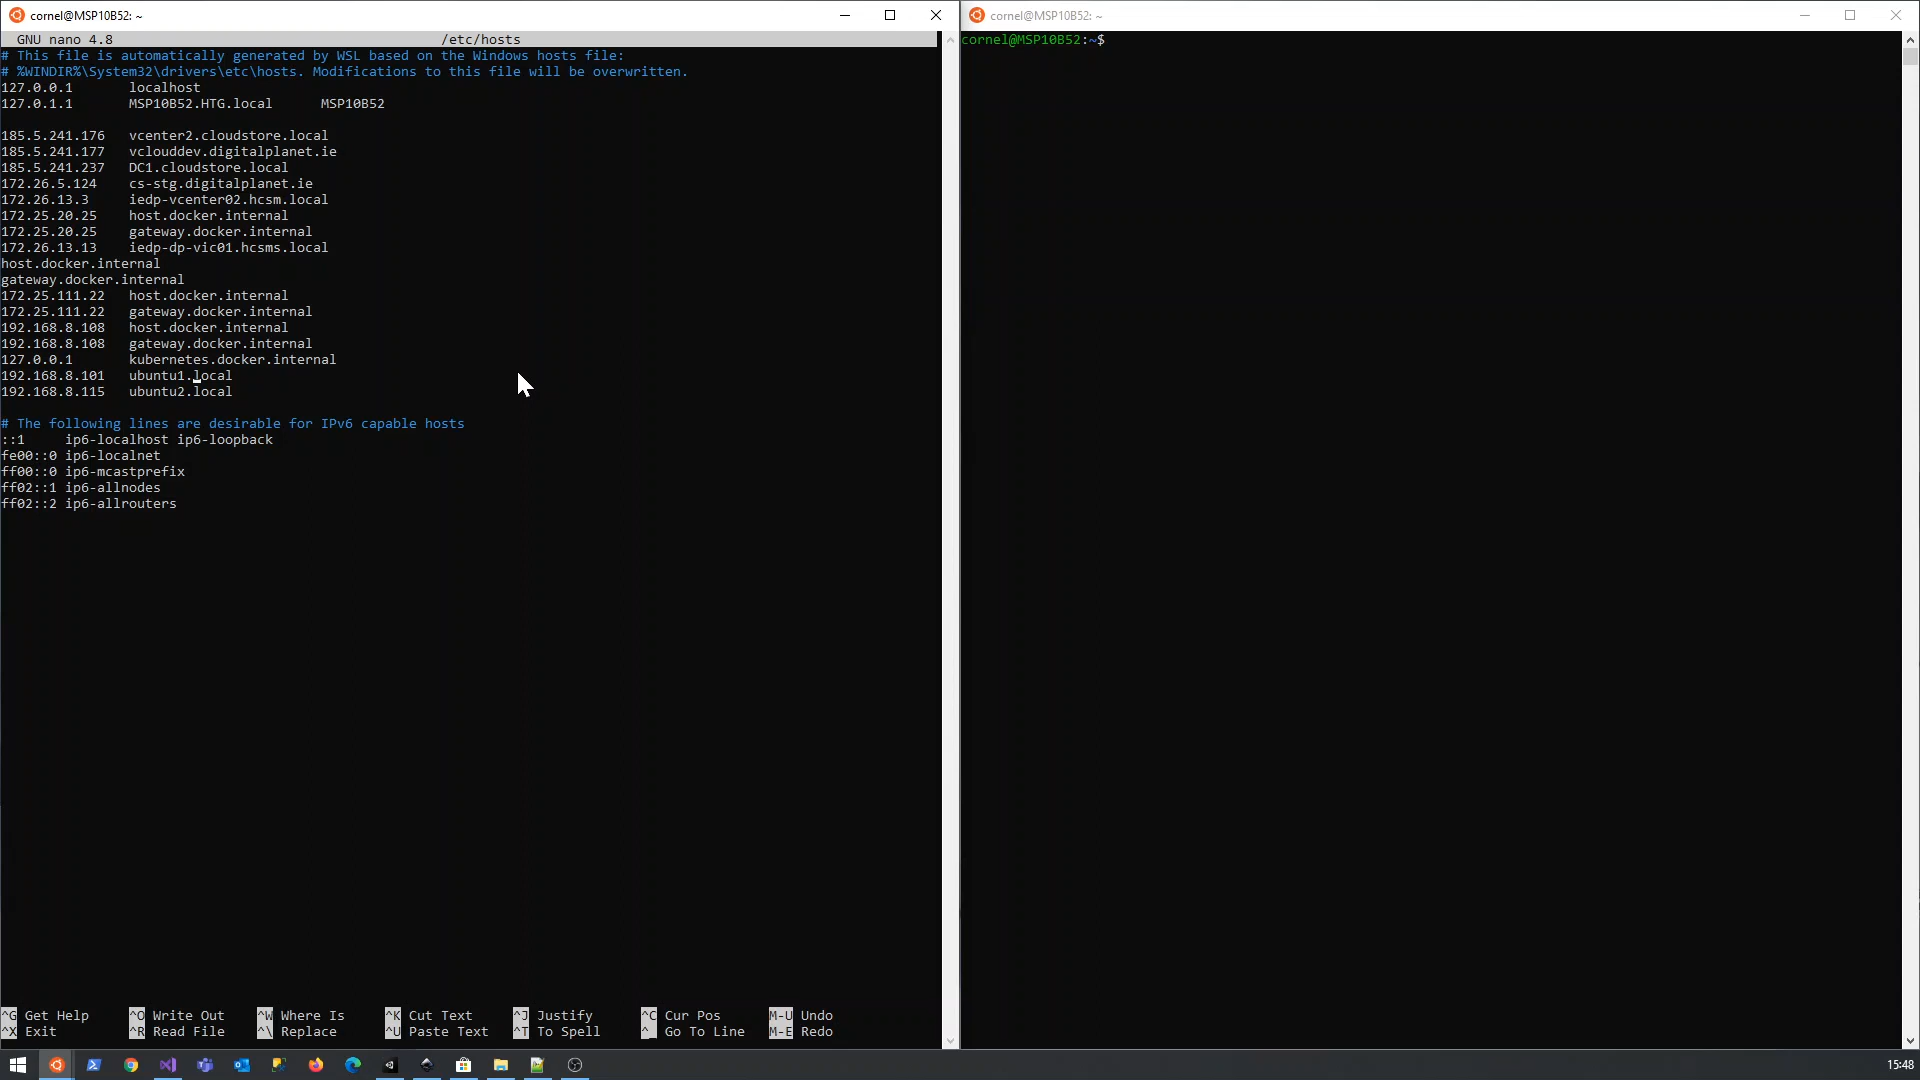 cornel@MSP10B52: ~
GNU nano 4.8 /etc/hosts
# This file is automatically generated by WSL based on the Windows hosts file:
# %WINDIR%\System32\drivers\etc\hosts. Modifications to this file will be overwritten.
127.0.0.1 localhost
127.0.1.1 MSP10B52.HTG.local MSP10B52
185.5.241.176 vcenter2.cloudstore.local
185.5.241.177 vclouddev.digitalplanet.ie
185.5.241.237 DC1.cloudstore.local
172.26.5.124 cs-stg.digitalplanet.ie
172.26.13.3 iedp-vcenter02.hcsm.local
172.25.20.25 host.docker.internal
172.25.20.25 gateway.docker.internal
172.26.13.13 iedp-dp-vic01.hcsms.local
host.docker.internal
gateway.docker.internal
172.25.111.22 host.docker.internal
172.25.111.22 gateway.docker.internal
192.168.8.108 host.docker.internal
192.168.8.108 gateway.docker.internal
127.0.0.1 kubernetes.docker.internal
192.168.8.101 ubuntu1.local
192.168.8.115 ubuntu2.local
# The following lines are desirable for IPv6 capable hosts
::1 ip6-localhost ip6-loopback
fe00::0 ip6-localnet
ff00::0 ip6-mcastprefix
ff02::1 ip6-allnodes
ff02::2 ip6-allrouters
^G Get Help ^O Write Out ^W Where Is ^K Cut Text ^J Justify ^C Cur Pos M-U Undo
^X Exit ^R Read File ^\ Replace ^U Paste Text ^T To Spell ^_ Go To Line M-E Redo
cornel@MSP10B52: ~
cornel@MSP10B52:~$
15:48